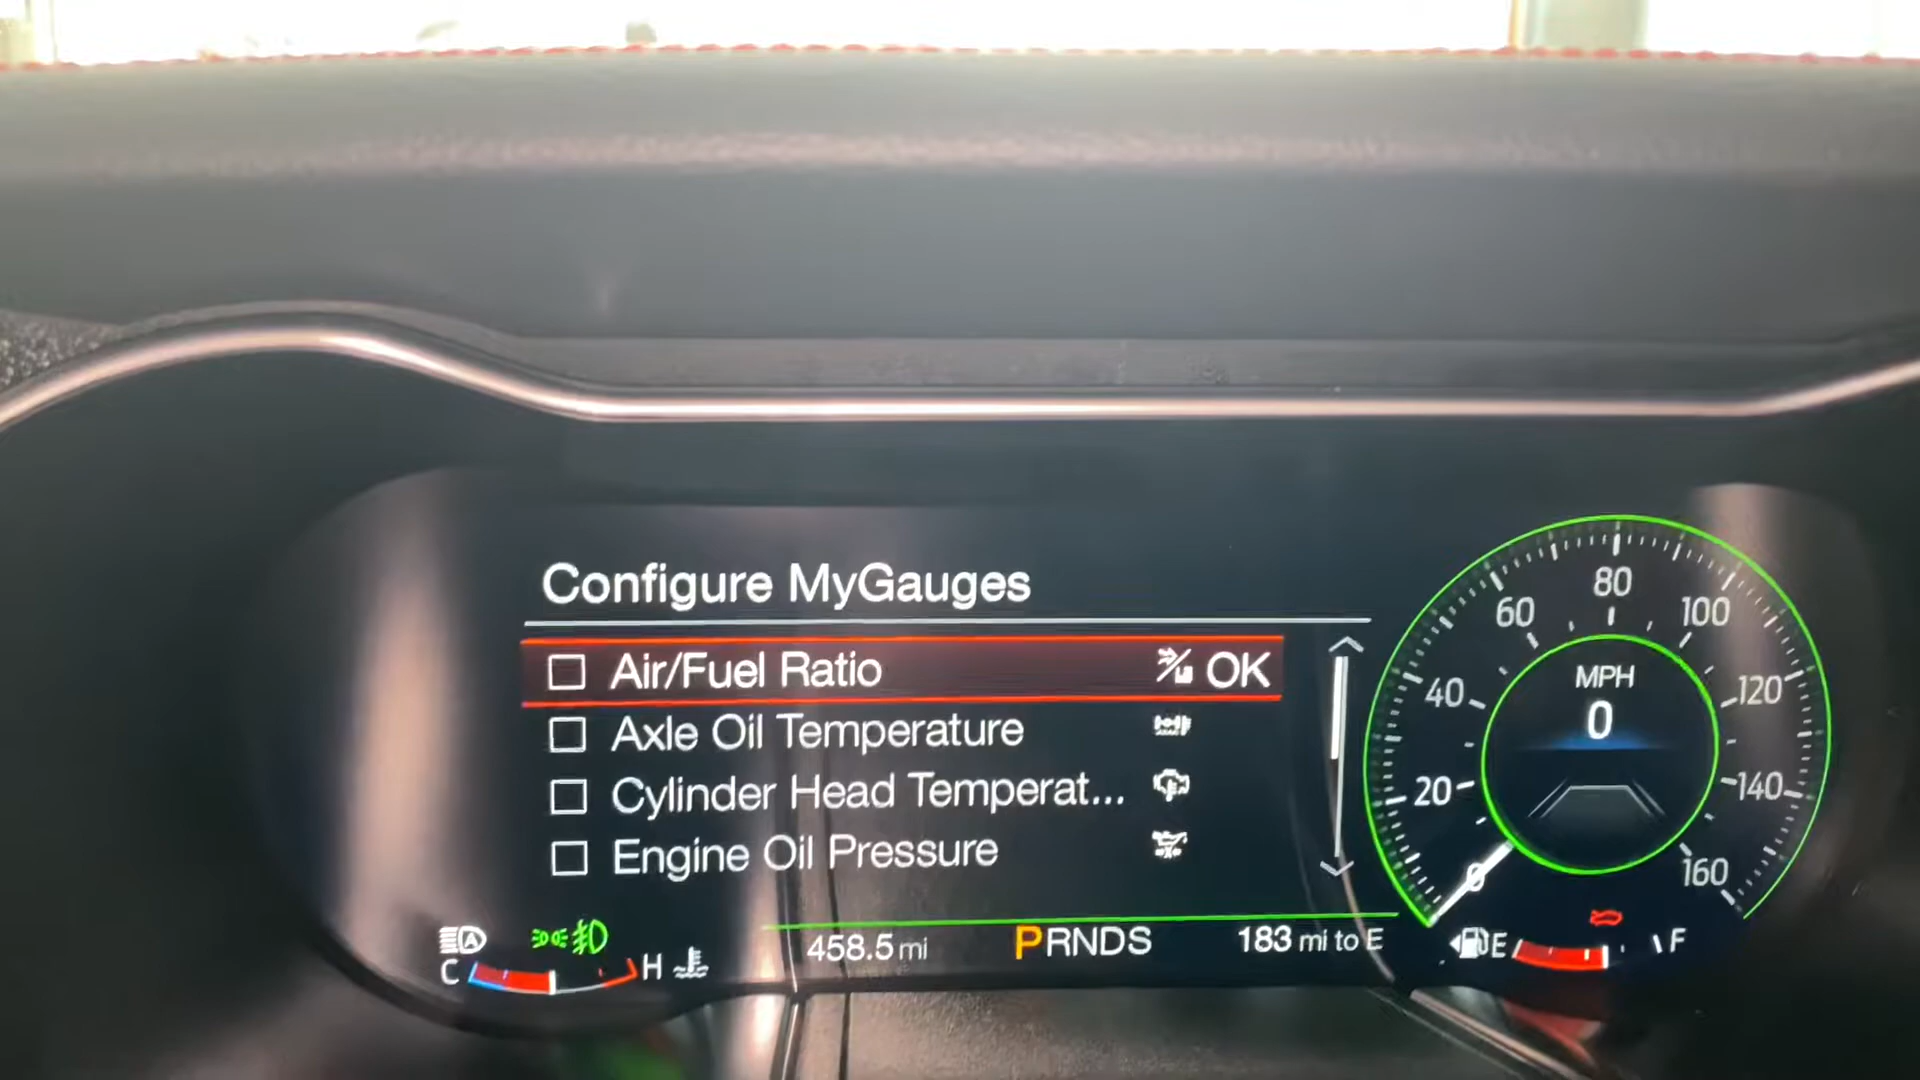 Configure MyGauges
Air/Fuel Ratio OK
Axle Oil Temperature
Cylinder Head Temperat...
Engine Oil Pressure
A
C H
458.5 mi
PRNDS
183 mi to E
MPH
0
0
20
40
60
80
100
120
140
160
E F